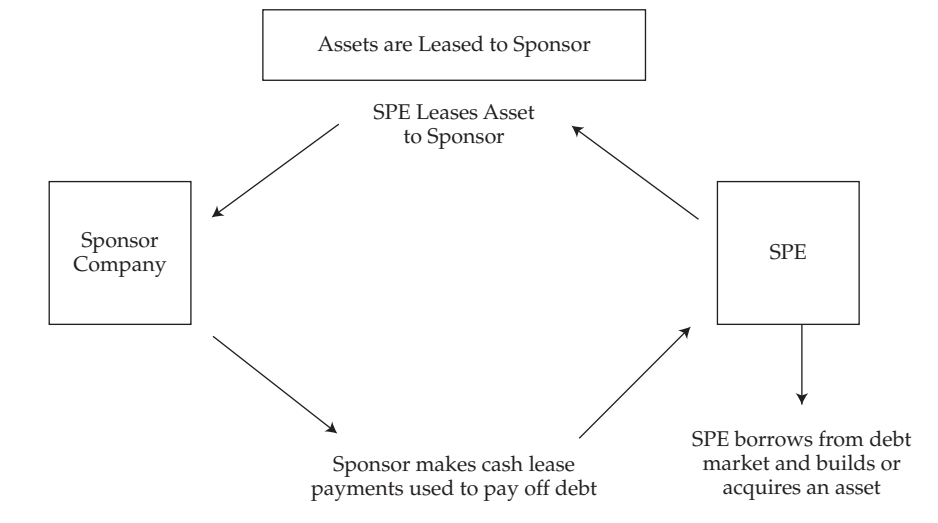 Assets are Leased to Sponsor
SPE Leases Asset
to Sponsor
Sponsor
Company
SPE
Sponsor makes cash lease
payments used to pay off debt
SPE borrows from debt
market and builds or
acquires an asset